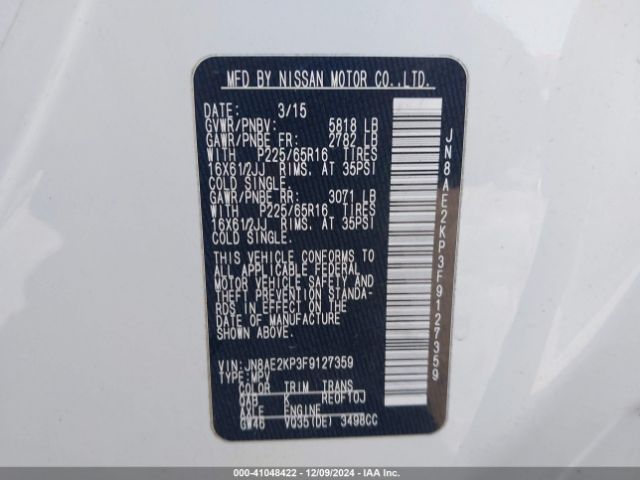 MFD BY NISSAN MOTOR CO.,LTD.
DATE: 3/15
GVWR/PNBV: 5818 LB
GAWR/PNBE FR: 2782 LB
WITH P225/65R16 TIRES
16X61/2JJ RIMS. AT 35PSI
COLD SINGLE.
GAWR/PNBE RR: 3071 LB
WITH P225/65R16 TIRES
16X61/2JJ RIMS. AT 35PSI
COLD SINGLE.
THIS VEHICLE CONFORMS TO
ALL APPLICABLE FEDERAL
MOTOR VEHICLE SAFETY AND
THEFT PREVENTION STANDA-
RDS IN EFFECT ON THE
DATE OF MANUFACTURE
SHOWN ABOVE.
VIN:JN8AE2KP3F9127359
TYPE:MPV
COLOR TRIM TRANS
QAB K RE0F10J
AXLE ENGINE
GW46 VQ35(DE) 3498CC
JN8AE2KP3F9127359
000-41048422 - 12/09/2024 - IAAI.com